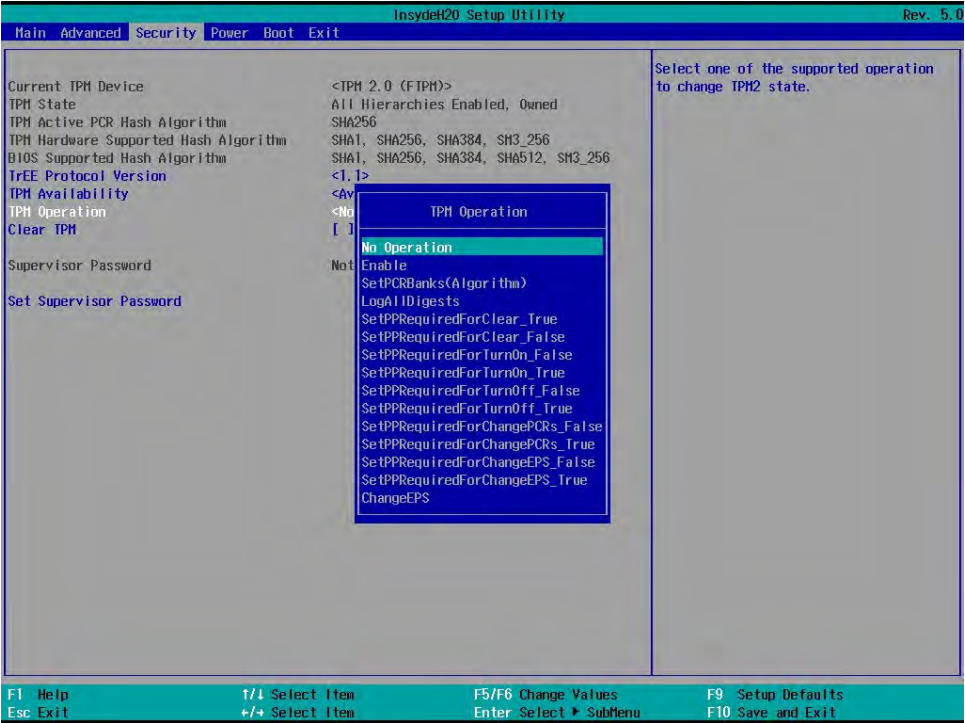 InsydeH2O Setup Utility Rev. 5.0
Main Advanced Security Power Boot Exit
Current TPM Device <TPM 2.0 (FTPM)>
TPM State All Hierarchies Enabled, Owned
TPM Active PCR Hash Algorithm SHA256
TPM Hardware Supported Hash Algorithm SHA1, SHA256, SHA384, SM3_256
BIOS Supported Hash Algorithm SHA1, SHA256, SHA384, SHA512, SM3_256
TrEE Protocol Version <1.1>
TPM Availability <Av
TPM Operation <No
Clear TPM [ ]
Supervisor Password Not
Set Supervisor Password
TPM Operation
No Operation
Enable
SetPCRBanks(Algorithm)
LogAllDigests
SetPPRequiredForClear_True
SetPPRequiredForClear_False
SetPPRequiredForTurnOn_False
SetPPRequiredForTurnOn_True
SetPPRequiredForTurnOff_False
SetPPRequiredForTurnOff_True
SetPPRequiredForChangePCRs_False
SetPPRequiredForChangePCRs_True
SetPPRequiredForChangeEPS_False
SetPPRequiredForChangeEPS_True
ChangeEPS
Select one of the supported operation
to change TPM2 state.
F1 Help ↑/↓ Select Item F5/F6 Change Values F9 Setup Defaults
Esc Exit ←/→ Select Item Enter Select ▶ SubMenu F10 Save and Exit